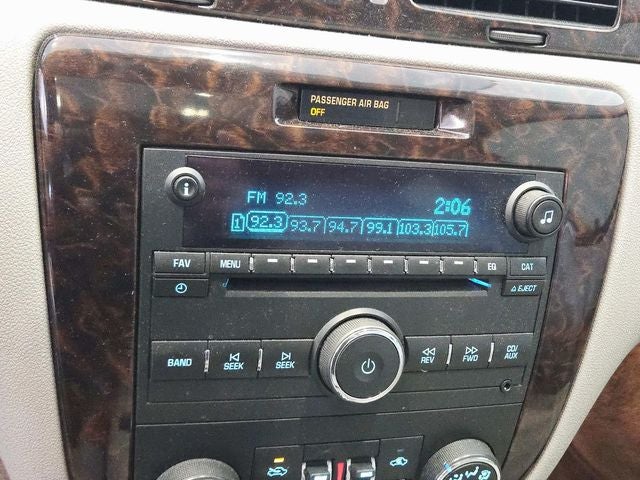 PASSENGER AIR BAG
OFF
i
FM 92.3 2:06
1 92.3 93.7 94.7 99.1 103.3 105.7
FAV MENU EQ CAT
EJECT
BAND SEEK SEEK REV FWD CD/
AUX